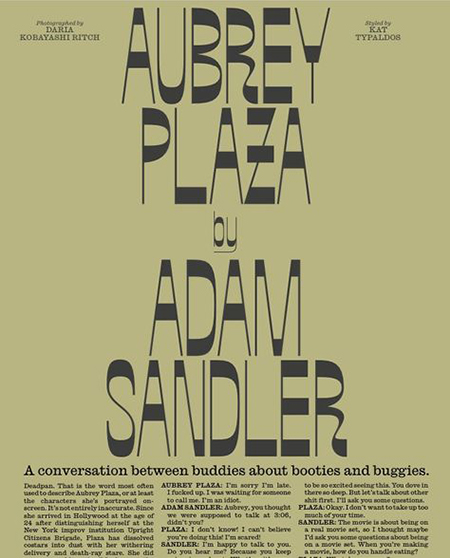 Photographed by
DARIA
KOBAYASHI RITCH
Styled by
KAT
TYPALDOS
AUBREY
PLAZA
by
ADAM
SANDLER
A conversation between buddies about booties and buggies.
Deadpan. That is the word most often
used to describe Aubrey Plaza, or at least
the characters she's portrayed on-
screen. It's not entirely inaccurate. Since
she arrived in Hollywood at the age of
24 after distinguishing herself at the
New York improv institution Upright
Citizens Brigade, Plaza has dissolved
costars into dust with her withering
delivery and death-ray stare. She did
AUBREY PLAZA: I'm sorry I'm late.
I fucked up. I was waiting for someone
to call me. I'm an idiot.
ADAM SANDLER: Aubrey, you thought
we were supposed to talk at 3:06,
didn't you?
PLAZA: I don't know! I can't believe
you're doing this! I'm scared!
SANDLER: I'm happy to talk to you.
Do you hear me? Because you keep
to be so excited seeing this. You dove in
there so deep. But let's talk about other
shit first. I'll ask you some questions.
PLAZA: Okay. I don't want to take up too
much of your time.
SANDLER: The movie is about being on
a real movie set, so I thought maybe
I'd ask you some questions about being
on a movie set. When you're making
a movie, how do you handle eating?